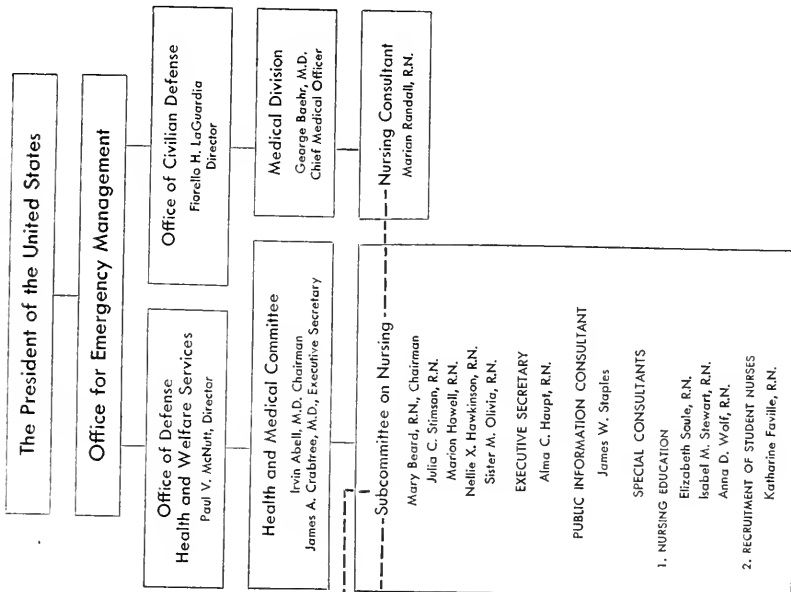 The President of the United States
Office for Emergency Management
Office of Defense
Health and Welfare Services
Paul V. McNutt, Director
Office of Civilian Defense
Fiorello H. LaGuardia
Director
Health and Medical Committee
Irvin Abell, M.D. Chairman
James A. Crabtree, M.D., Executive Secretary
Medical Division
George Baehr, M.D.
Chief Medical Officer
Subcommittee on Nursing
Mary Beard, R.N., Chairman
Julia C. Stimson, R.N.
Marion Howell, R.N.
Nellie X. Hawkinson, R.N.
Sister M. Olivia, R.N.
EXECUTIVE SECRETARY
Alma C. Haupt, R.N.
PUBLIC INFORMATION CONSULTANT
James W. Staples
SPECIAL CONSULTANTS
1. NURSING EDUCATION
Elizabeth Soule, R.N.
Isabel M. Stewart, R.N.
Anna D. Wolf, R.N.
2. RECRUITMENT OF STUDENT NURSES
Katharine Faville, R.N.
Nursing Consultant
Marian Randall, R.N.